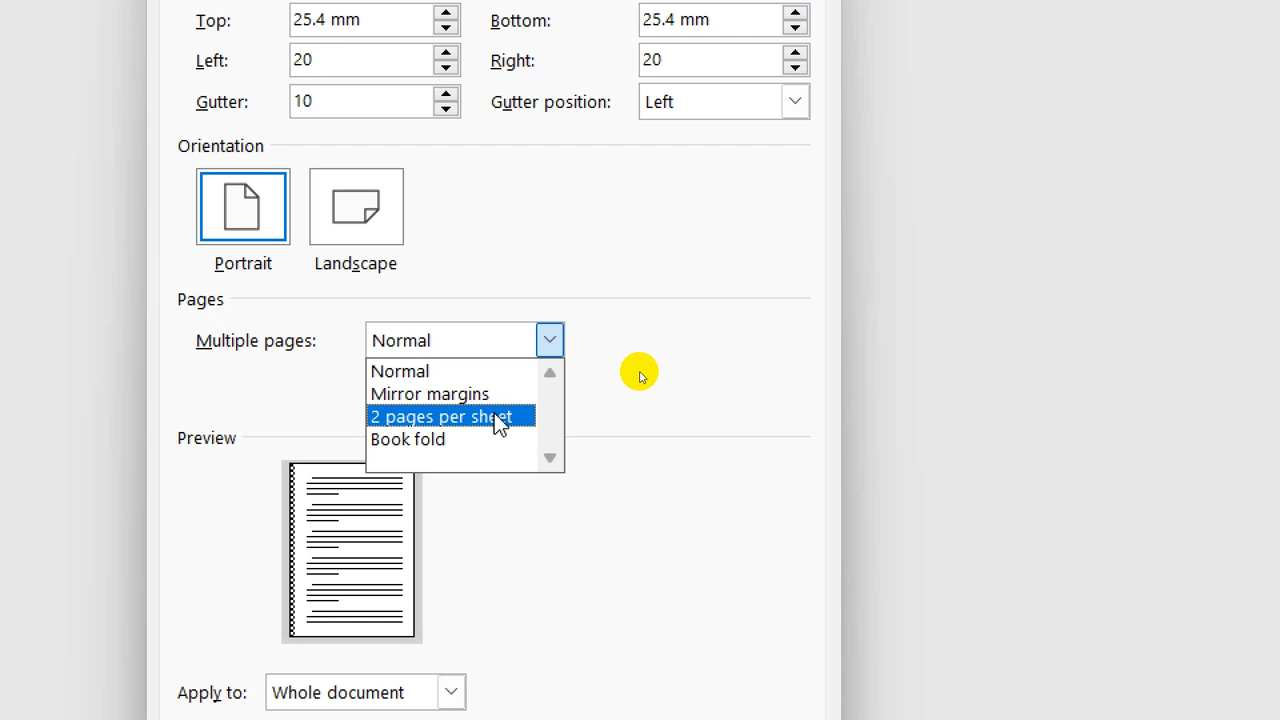 Top: 25.4 mm Bottom: 25.4 mm
Left: 20 Right: 20
Gutter: 10 Gutter position: Left
Orientation
Portrait Landscape
Pages
Multiple pages: Normal
Normal
Mirror margins
2 pages per sheet
Book fold
Preview
Apply to: Whole document